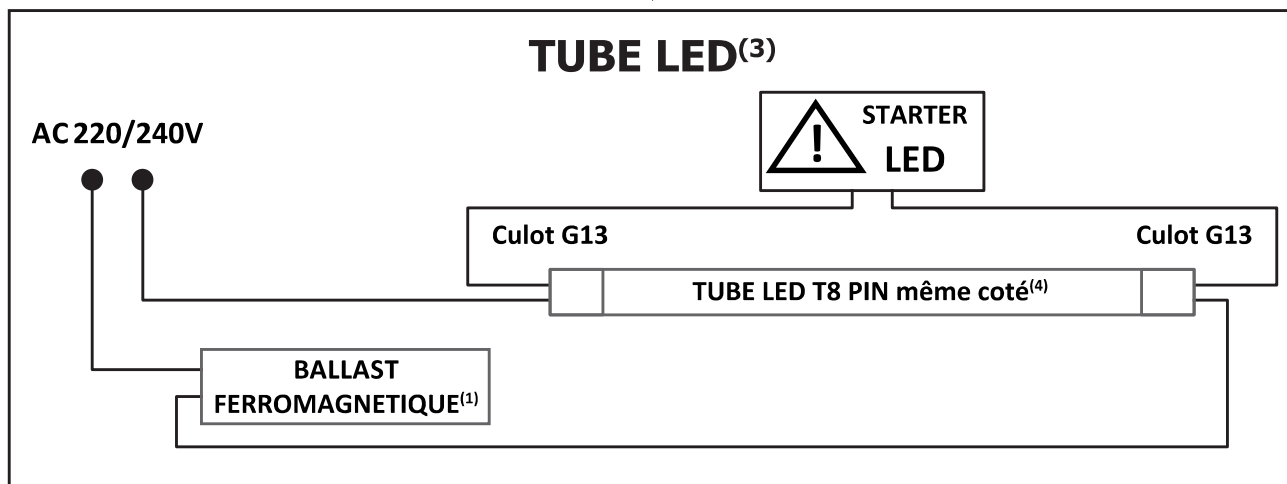 TUBE LED(3)
AC 220/240V
! STARTER
LED
Culot G13
Culot G13
TUBE LED T8 PIN même coté(4)
BALLAST
FERROMAGNETIQUE(1)